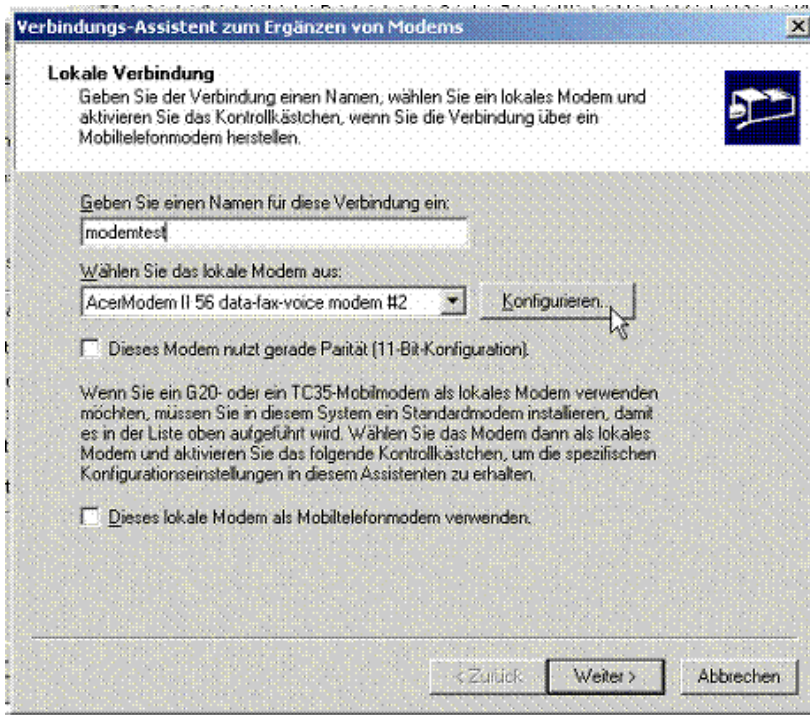 Verbindungs-Assistent zum Ergänzen von Modems
Lokale Verbindung
Geben Sie der Verbindung einen Namen, wählen Sie ein lokales Modem und
aktivieren Sie das Kontrollkästchen, wenn Sie die Verbindung über ein
Mobiltelefonmodem herstellen.
Geben Sie einen Namen für diese Verbindung ein:
modemtest
Wählen Sie das lokale Modem aus:
AcerModem II 56 data-fax-voice modem #2
Konfigurieren...
Dieses Modem nutzt gerade Parität (11-Bit-Konfiguration).
Wenn Sie ein G20- oder ein TC35-Mobilmodem als lokales Modem verwenden
möchten, müssen Sie in diesem System ein Standardmodem installieren, damit
es in der Liste oben aufgeführt wird. Wählen Sie das Modem dann als lokales
Modem und aktivieren Sie das folgende Kontrollkästchen, um die spezifischen
Konfigurationseinstellungen in diesem Assistenten zu erhalten.
Dieses lokale Modem als Mobiltelefonmodem verwenden.
< Zurück Weiter > Abbrechen